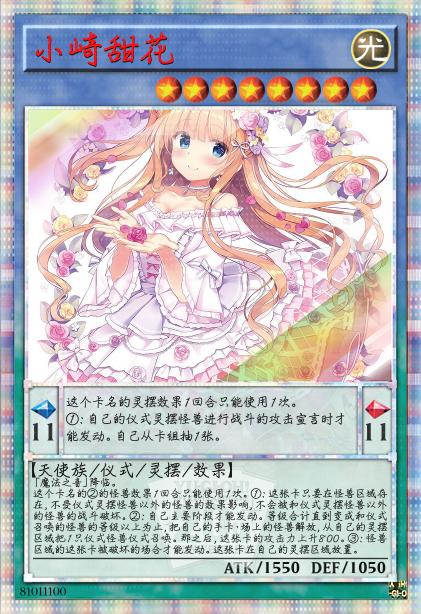 小崎甜花
光
这个卡名的灵摆效果1回合只能使用1次。
①：自己的仪式灵摆怪兽进行战斗的攻击宣言时才
能发动。自己从卡组抽1张。
11
11
【天使族/仪式/灵摆/效果】
「魔法之音」降临。
这个卡名的②的怪兽效果1回合只能使用1次。①：这张卡只要在怪兽区域存
在，不受仪式灵摆怪兽以外的怪兽的效果影响，不会被和仪式灵摆怪兽以
外的怪兽的战斗破坏。②：自己主要阶段才能发动。等级合计直到变成和仪式
召唤的怪兽的等级以上为止，把自己的手卡·场上的怪兽解放，从自己的灵摆
区域把1只仪式怪兽仪式召唤。那之后，这张卡的攻击力上升800。③：怪兽
区域的这张卡被破坏的场合才能发动。这张卡在自己的灵摆区域放置。
ATK/1550 DEF/1050
81011100